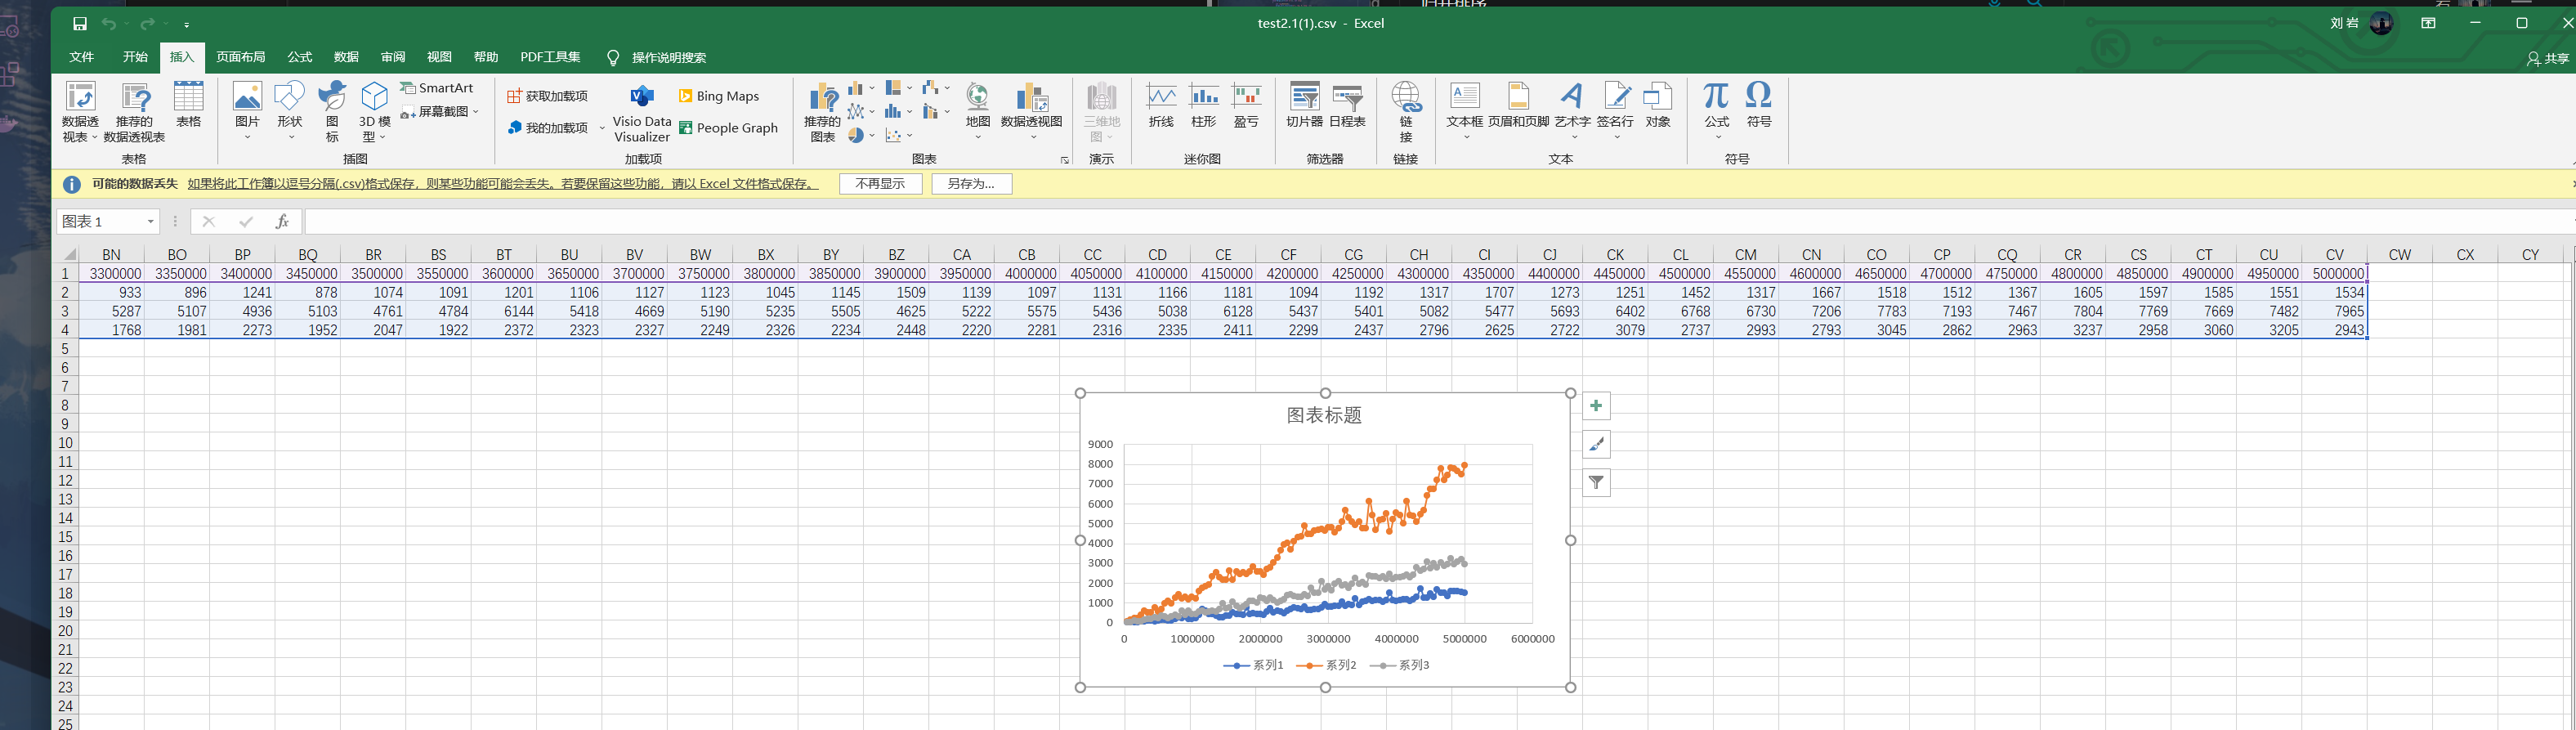 归并排序
test2.1(1).csv - Excel
刘 岩
文件 开始 插入 页面布局 公式 数据 审阅 视图 帮助 PDF工具集 操作说明搜索
共享
数据透视表
推荐的数据透视表
表格
表格
图片
形状
图标
3D 模型
SmartArt
屏幕截图
插图
获取加载项
我的加载项
Visio Data Visualizer
Bing Maps
People Graph
加载项
推荐的图表
地图
数据透视图
图表
三维地图
演示
折线
柱形
盈亏
迷你图
切片器
日程表
筛选器
链接
链接
文本框
页眉和页脚
艺术字
签名行
对象
文本
公式
符号
符号
可能的数据丢失 如果将此工作簿以逗号分隔(.csv)格式保存，则某些功能可能会丢失。若要保留这些功能，请以 Excel 文件格式保存。 不再显示 另存为...
图表 1 fx
BN BO BP BQ BR BS BT BU BV BW BX BY BZ CA CB CC CD CE CF CG CH CI CJ CK CL CM CN CO CP CQ CR CS CT CU CV CW CX CY
1 3300000 3350000 3400000 3450000 3500000 3550000 3600000 3650000 3700000 3750000 3800000 3850000 3900000 3950000 4000000 4050000 4100000 4150000 4200000 4250000 4300000 4350000 4400000 4450000 4500000 4550000 4600000 4650000 4700000 4750000 4800000 4850000 4900000 4950000 5000000
2 933 896 1241 878 1074 1091 1201 1106 1127 1123 1045 1145 1509 1139 1097 1131 1166 1181 1094 1192 1317 1707 1273 1251 1452 1317 1667 1518 1512 1367 1605 1597 1585 1551 1534
3 5287 5107 4936 5103 4761 4784 6144 5418 4669 5190 5235 5505 4625 5222 5575 5436 5038 6128 5437 5401 5082 5477 5693 6402 6768 6730 7206 7783 7193 7467 7804 7769 7669 7482 7965
4 1768 1981 2273 1952 2047 1922 2372 2323 2327 2249 2326 2234 2448 2220 2281 2316 2335 2411 2299 2437 2796 2625 2722 3079 2737 2993 2793 3045 2862 2963 3237 2958 3060 3205 2943
5
6
7
8
9
10
11
12
13
14
15
16
17
18
19
20
21
22
23
24
25
图表标题
9000
8000
7000
6000
5000
4000
3000
2000
1000
0
0 1000000 2000000 3000000 4000000 5000000 6000000
系列1 系列2 系列3